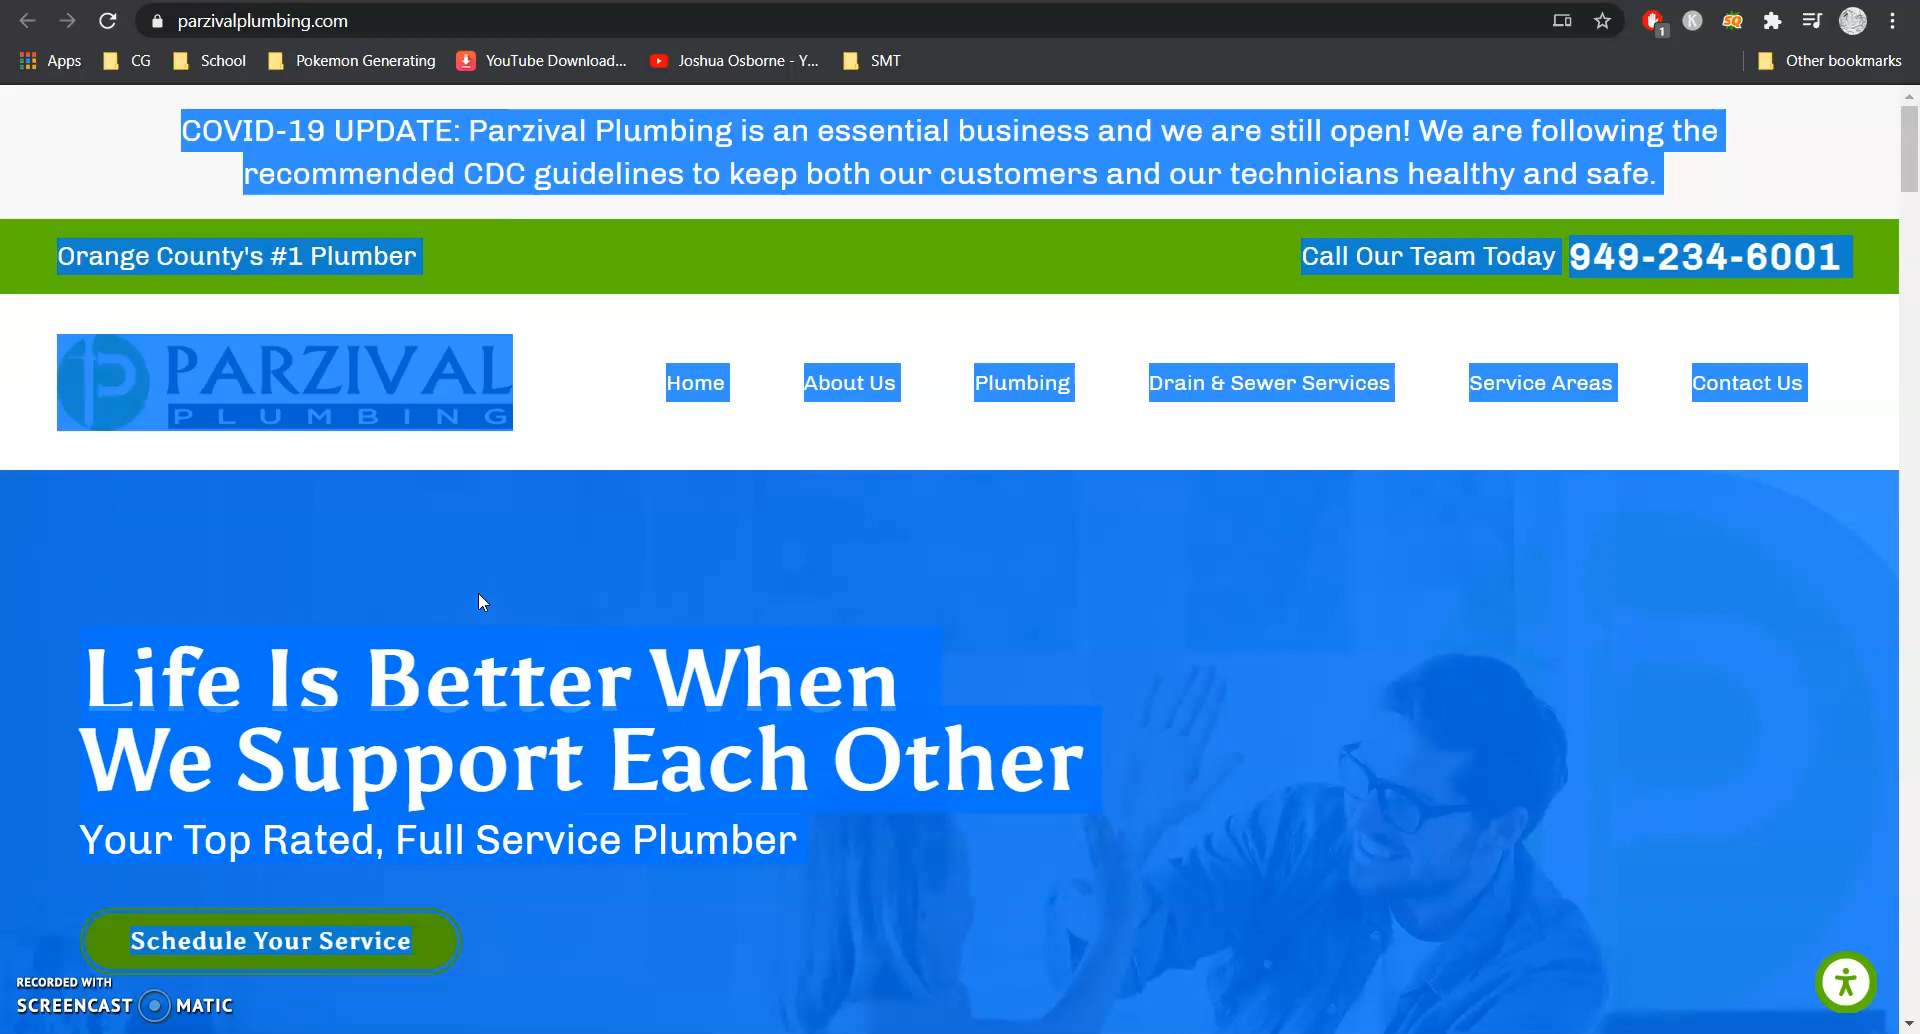 parzivalplumbing.com
1
K
SQ
Apps
CG
School
Pokemon Generating
YouTube Download...
Joshua Osborne - Y...
SMT
Other bookmarks
COVID-19 UPDATE: Parzival Plumbing is an essential business and we are still open! We are following the
recommended CDC guidelines to keep both our customers and our technicians healthy and safe.
Orange County's #1 Plumber
Call Our Team Today 949-234-6001
PARZIVAL
PLUMBING
Home
About Us
Plumbing
Drain & Sewer Services
Service Areas
Contact Us
Life Is Better When
We Support Each Other
Your Top Rated, Full Service Plumber
Schedule Your Service
RECORDED WITH
SCREENCAST MATIC